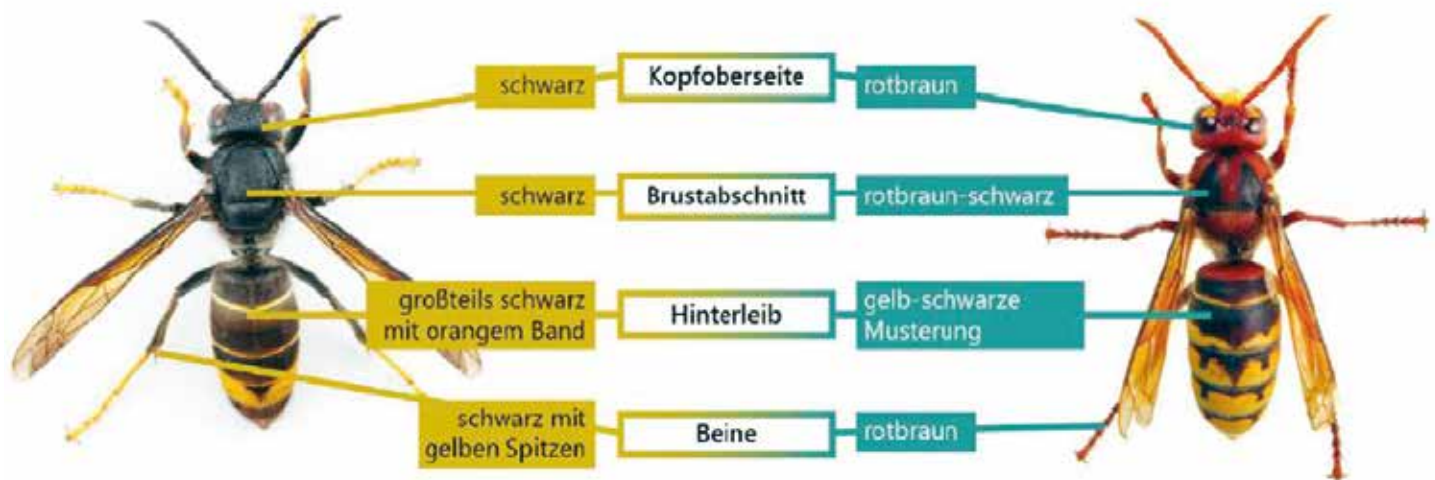 schwarz
Kopfoberseite
rotbraun
schwarz
Brustabschnitt
rotbraun-schwarz
großteils schwarz
mit orangem Band
Hinterleib
gelb-schwarze
Musterung
schwarz mit
gelben Spitzen
Beine
rotbraun